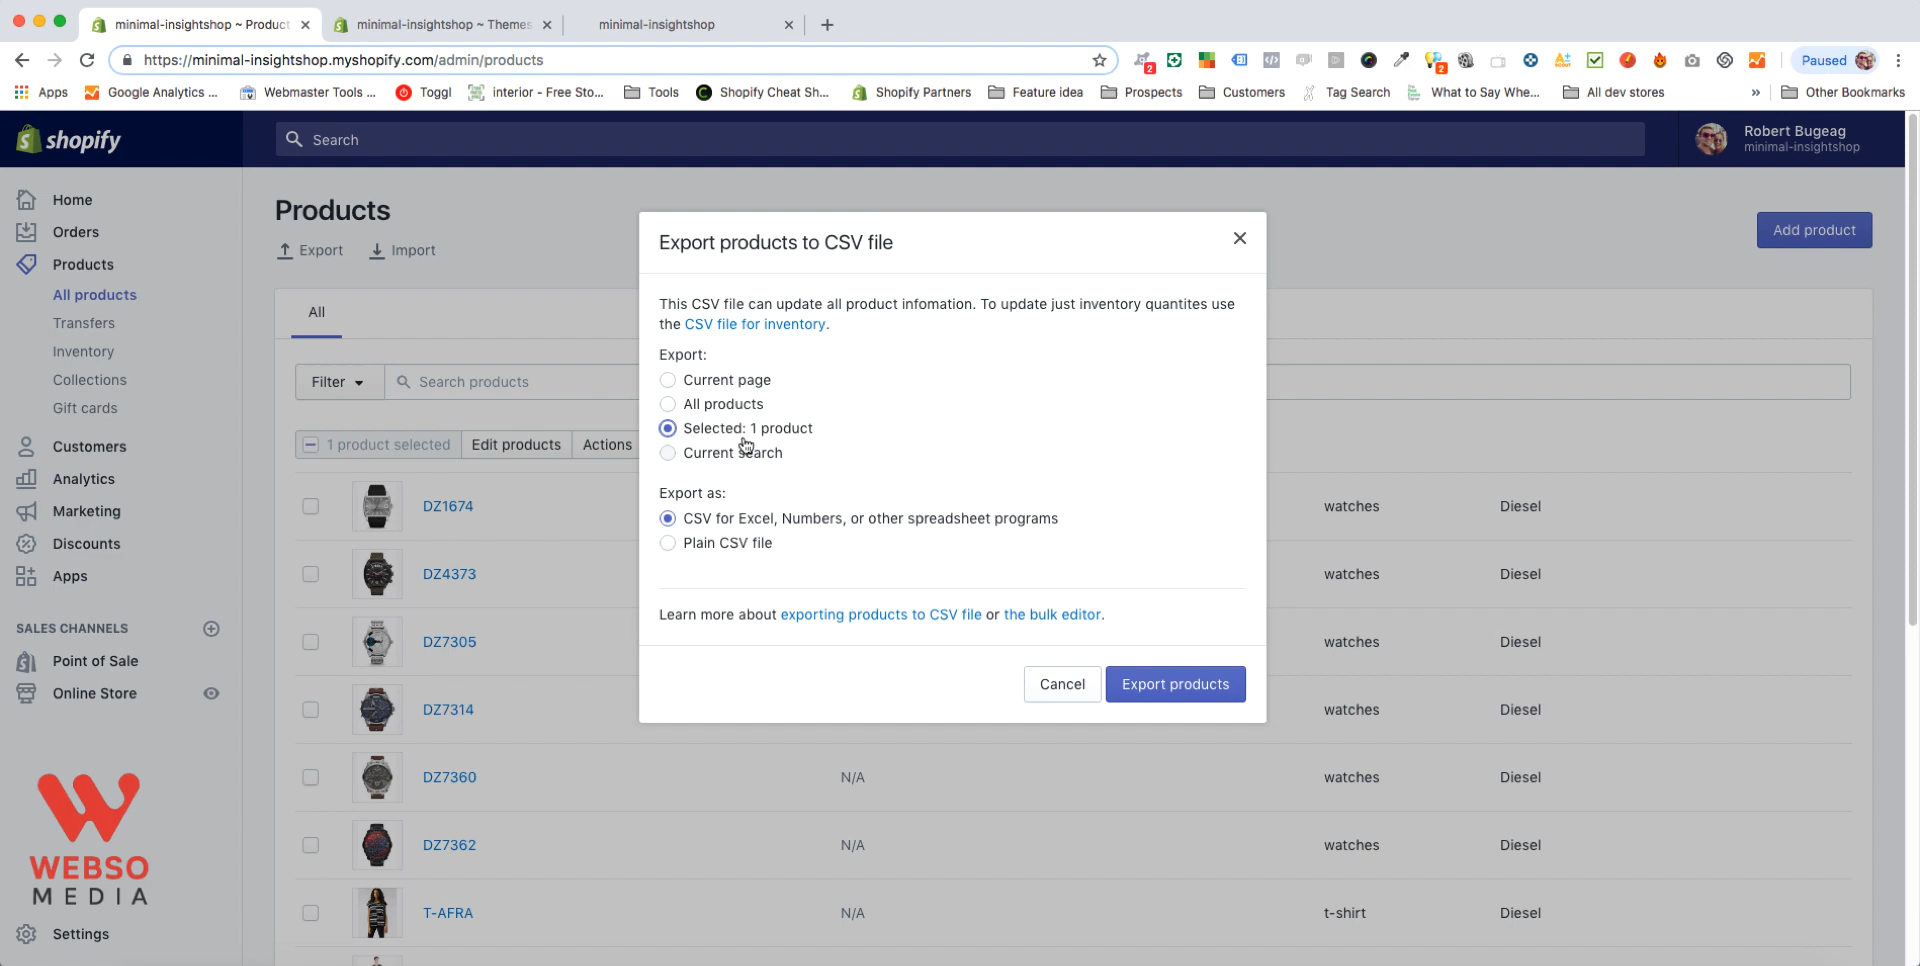 minimal-insightshop ~ Product
minimal-insightshop ~ Themes
minimal-insightshop
https://minimal-insightshop.myshopify.com/admin/products
2
2
Paused
Apps
Google Analytics ...
Webmaster Tools ...
Toggl
interior - Free Sto...
Tools
Shopify Cheat Sh...
Shopify Partners
Feature idea
Prospects
Customers
Tag Search
What to Say Whe...
All dev stores
»
Other Bookmarks
shopify
Search
Robert Bugeag
minimal-insightshop
Home
Orders
Products
All products
Transfers
Inventory
Collections
Gift cards
Customers
Analytics
Marketing
Discounts
Apps
SALES CHANNELS
Point of Sale
Online Store
WEBSO
MEDIA
Settings
Products
Export
Import
Add product
All
Filter
Search products
1 product selected
Edit products
Actions
DZ1674
watches
Diesel
DZ4373
watches
Diesel
DZ7305
watches
Diesel
DZ7314
watches
Diesel
DZ7360
N/A
watches
Diesel
DZ7362
N/A
watches
Diesel
T-AFRA
N/A
t-shirt
Diesel
Export products to CSV file
This CSV file can update all product infomation. To update just inventory quantites use
the CSV file for inventory.
Export:
Current page
All products
Selected: 1 product
Current search
Export as:
CSV for Excel, Numbers, or other spreadsheet programs
Plain CSV file
Learn more about exporting products to CSV file or the bulk editor.
Cancel
Export products